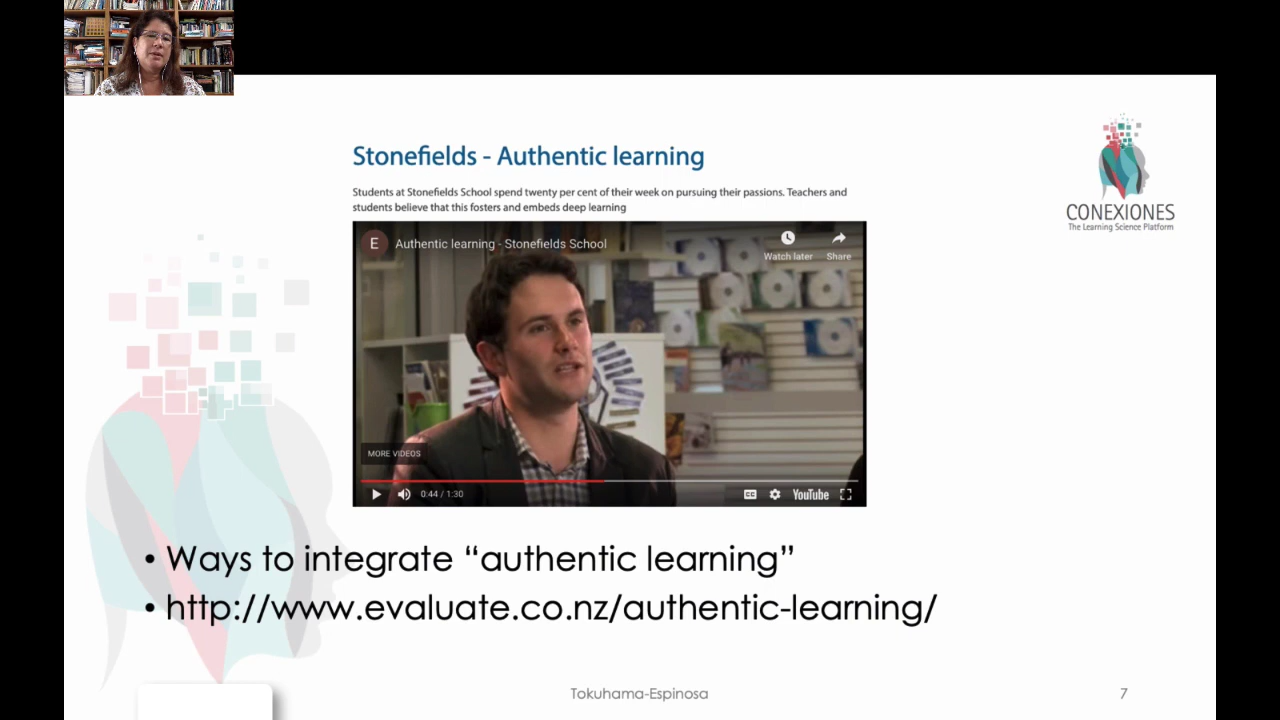 Stonefields - Authentic learning
Students at Stonefields School spend twenty per cent of their week on pursuing their passions. Teachers and
students believe that this fosters and embeds deep learning
CONEXIONES
The Learning Science Platform
E
Authentic learning - Stonefields School
Watch later
Share
MORE VIDEOS
0:44 / 1:30
CC
YouTube
• Ways to integrate “authentic learning”
• http://www.evaluate.co.nz/authentic-learning/
Tokuhama-Espinosa
7